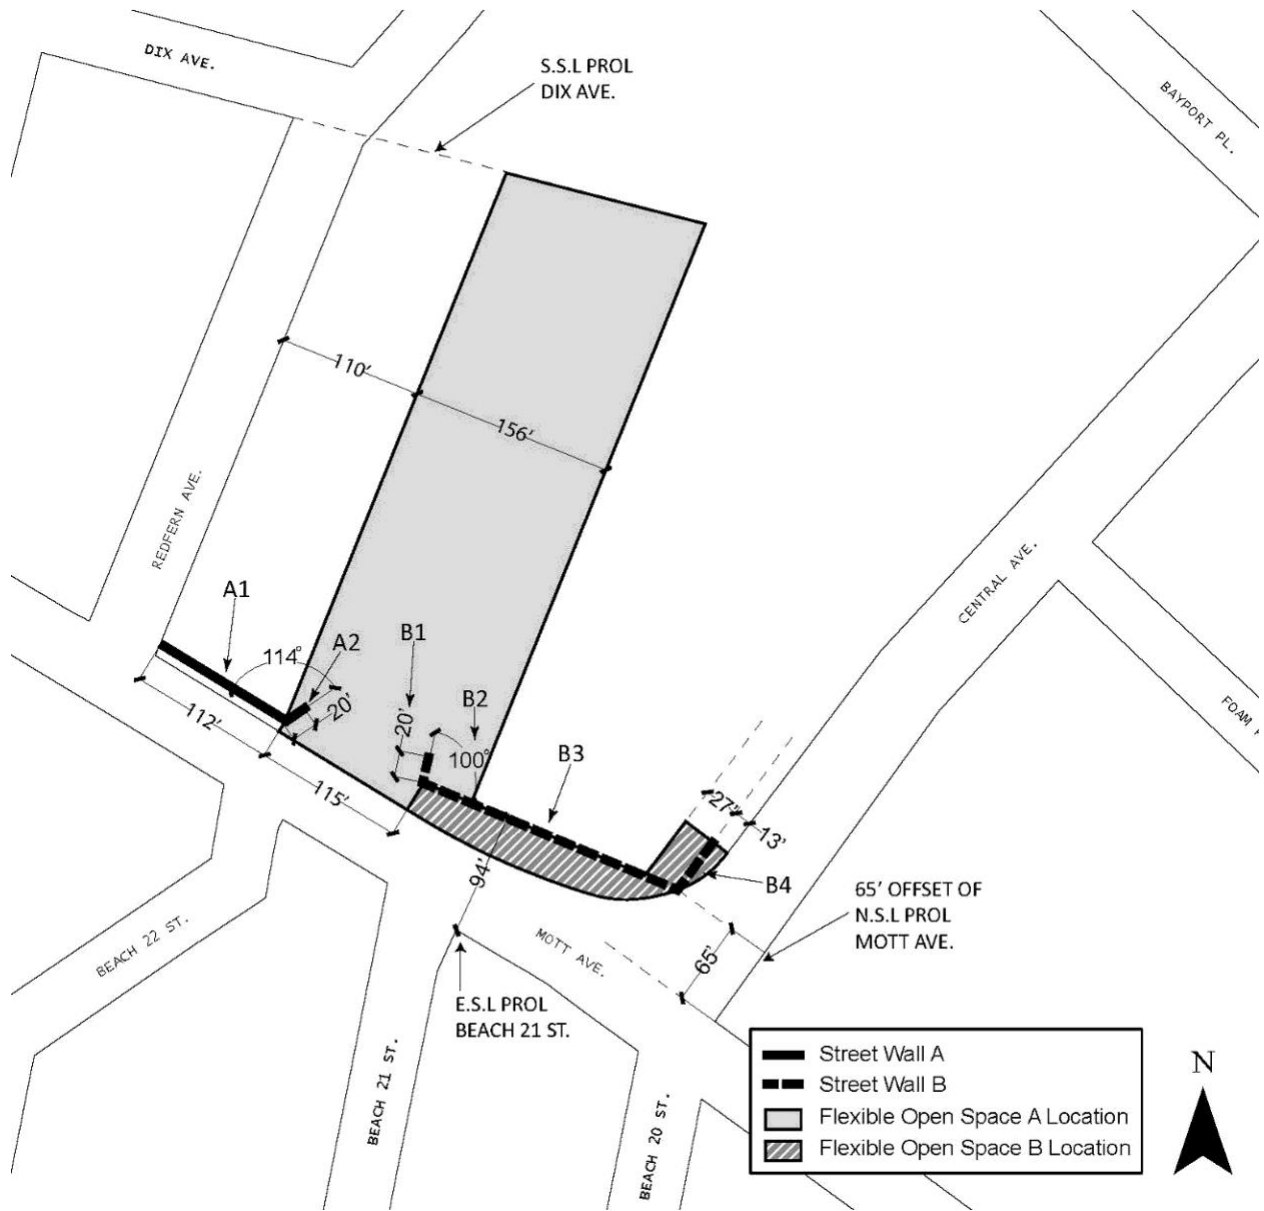 DIX AVE.
S.S.L PROL
DIX AVE.
BAYPORT PL.
110'
156'
REDFERN AVE.
CENTRAL AVE.
A1
114°
A2
20'
B1
20'
B2
100°
B3
112'
115'
27'
13'
B4
94'
65' OFFSET OF
N.S.L PROL
MOTT AVE.
FOAM
MOTT AVE.
65'
BEACH 22 ST.
E.S.L PROL
BEACH 21 ST.
BEACH 21 ST.
BEACH 20 ST.
Street Wall A
Street Wall B
Flexible Open Space A Location
Flexible Open Space B Location
N